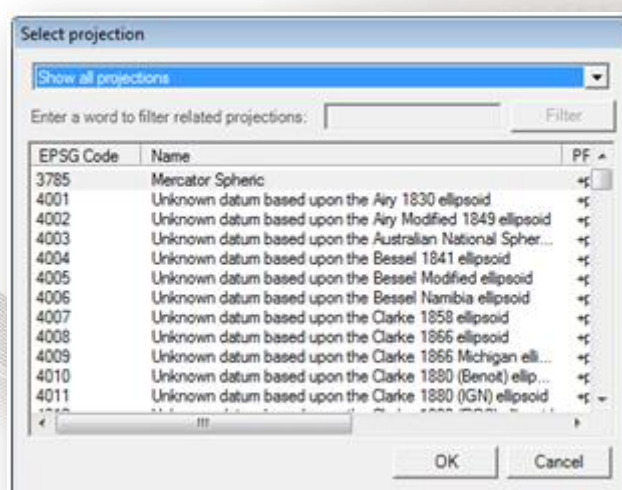 Select projection
Show all projections
Enter a word to filter related projections: Filter
EPSG Code Name PF
3785 Mercator Spheric +p
4001 Unknown datum based upon the Airy 1830 ellipsoid +p
4002 Unknown datum based upon the Airy Modified 1849 ellipsoid +p
4003 Unknown datum based upon the Australian National Spher... +p
4004 Unknown datum based upon the Bessel 1841 ellipsoid +p
4005 Unknown datum based upon the Bessel Modified ellipsoid +p
4006 Unknown datum based upon the Bessel Namibia ellipsoid +p
4007 Unknown datum based upon the Clarke 1858 ellipsoid +p
4008 Unknown datum based upon the Clarke 1866 ellipsoid +p
4009 Unknown datum based upon the Clarke 1866 Michigan elli... +p
4010 Unknown datum based upon the Clarke 1880 (Benoit) ellip... +p
4011 Unknown datum based upon the Clarke 1880 (IGN) ellipsoid +p
OK Cancel